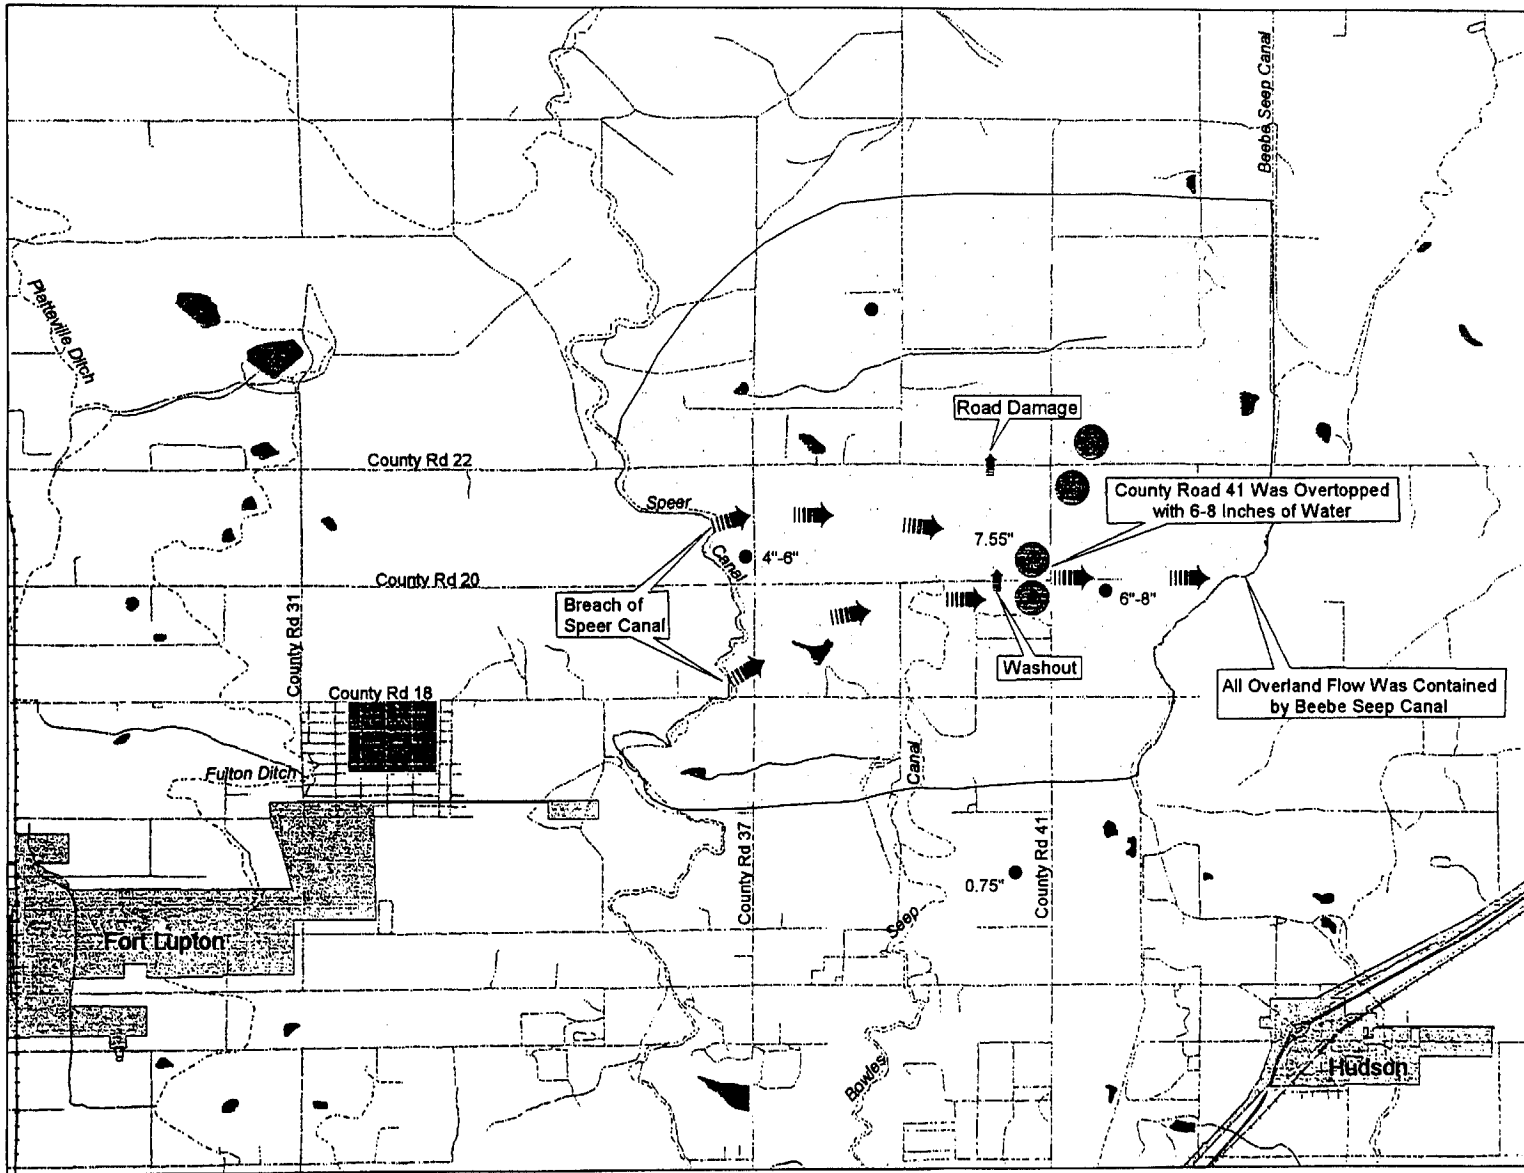 Beebe Seep Canal
Platteville Ditch
Road Damage
County Rd 22
County Road 41 Was Overtopped
with 6-8 Inches of Water
Speer
Canal
4"-6"
7.55"
County Rd 20
6"-8"
Breach of
Speer Canal
County Rd 31
Washout
All Overland Flow Was Contained
by Beebe Seep Canal
County Rd 18
Fulton Ditch
Canal
County Rd 37
County Rd 41
0.75"
Seep
Fort Lupton
Bowles
Hudson